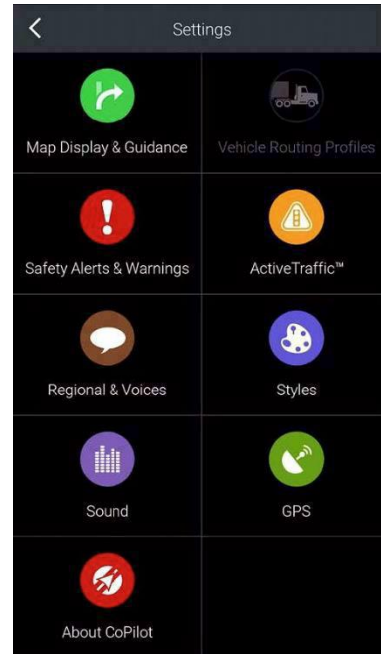 Settings
Map Display & Guidance
Vehicle Routing Profiles
Safety Alerts & Warnings
ActiveTraffic™
Regional & Voices
Styles
Sound
GPS
About CoPilot